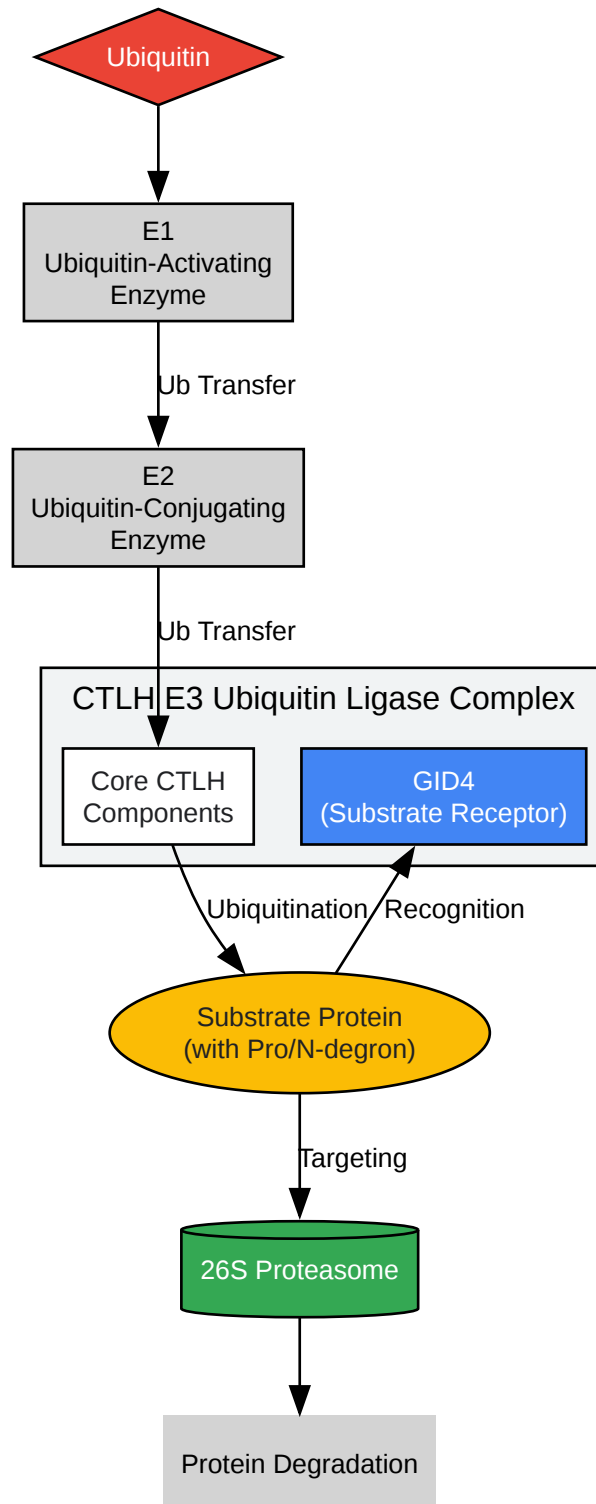 Ubiquitin
E1
Ubiquitin-Activating
Enzyme
Ub Transfer
E2
Ubiquitin-Conjugating
Enzyme
Ub Transfer
CTLH E3 Ubiquitin Ligase Complex
Core CTLH
Components
GID4
(Substrate Receptor)
Ubiquitination
Recognition
Substrate Protein
(with Pro/N-degron)
Targeting
26S Proteasome
Protein Degradation